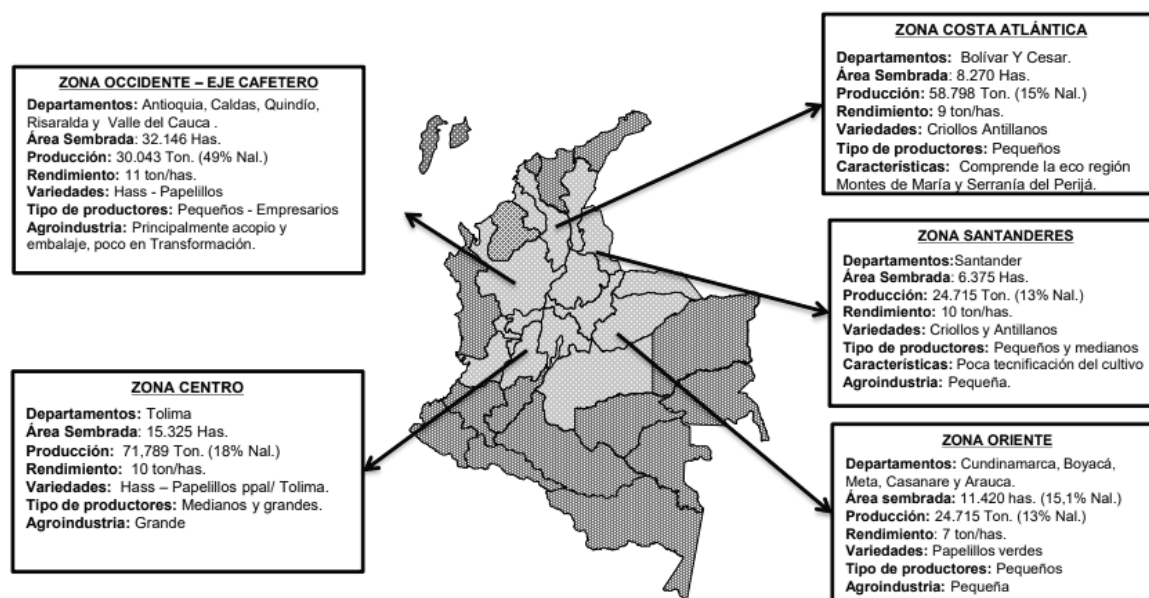 ZONA OCCIDENTE – EJE CAFETERO
Departamentos: Antioquia, Caldas, Quindío,
Risaralda y Valle del Cauca .
Área Sembrada: 32.146 Has.
Producción: 30.043 Ton. (49% Nal.)
Rendimiento: 11 ton/has.
Variedades: Hass - Papelillos
Tipo de productores: Pequeños - Empresarios
Agroindustria: Principalmente acopio y
embalaje, poco en Transformación.
ZONA CENTRO
Departamentos: Tolima
Área Sembrada: 15.325 Has.
Producción: 71,789 Ton. (18% Nal.)
Rendimiento: 10 ton/has.
Variedades: Hass – Papelillos ppal/ Tolima.
Tipo de productores: Medianos y grandes.
Agroindustria: Grande
ZONA COSTA ATLÁNTICA
Departamentos: Bolívar Y Cesar.
Área Sembrada: 8.270 Has.
Producción: 58.798 Ton. (15% Nal.)
Rendimiento: 9 ton/has.
Variedades: Criollos Antillanos
Tipo de productores: Pequeños
Características: Comprende la eco región
Montes de María y Serranía del Perijá.
ZONA SANTANDERES
Departamentos:Santander
Área Sembrada: 6.375 Has.
Producción: 24.715 Ton. (13% Nal.)
Rendimiento: 10 ton/has.
Variedades: Criollos y Antillanos
Tipo de productores: Pequeños y medianos
Características: Poca tecnificación del cultivo
Agroindustria: Pequeña.
ZONA ORIENTE
Departamentos: Cundinamarca, Boyacá,
Meta, Casanare y Arauca.
Área sembrada: 11.420 has. (15,1% Nal.)
Producción: 24.715 Ton. (13% Nal.)
Rendimiento: 7 ton/has.
Variedades: Papelillos verdes
Tipo de productores: Pequeños
Agroindustria: Pequeña